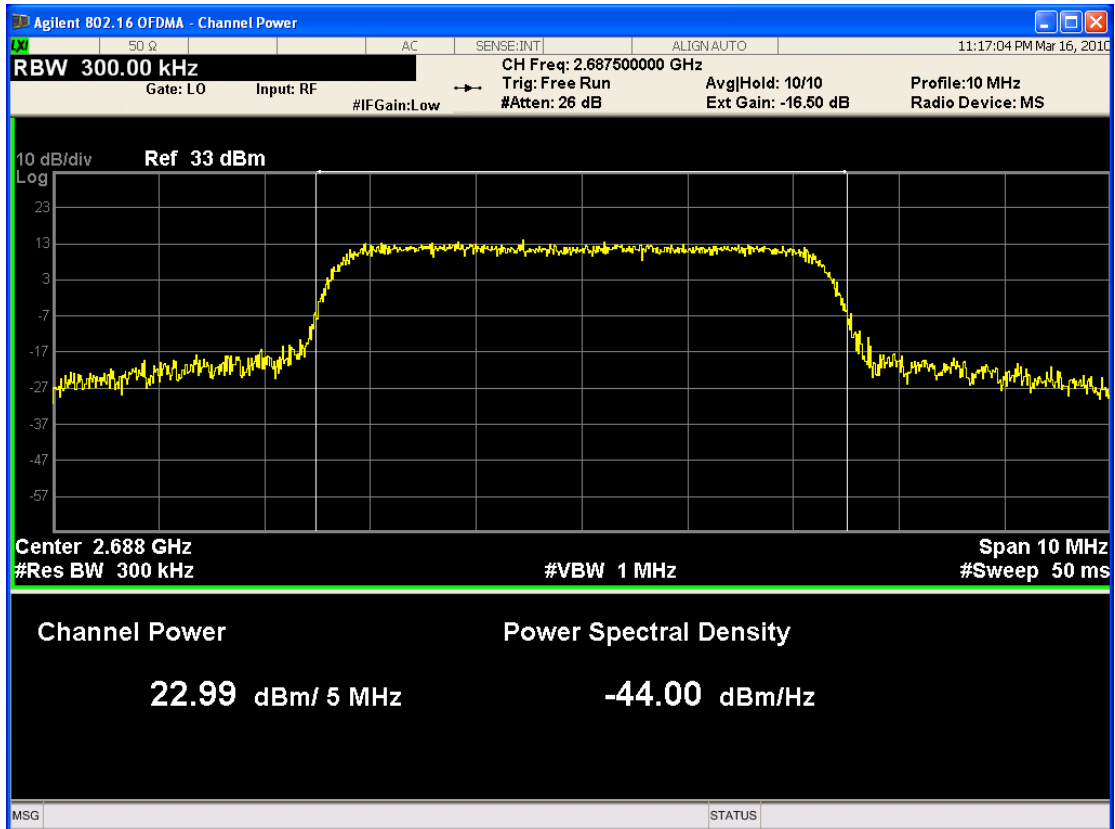 Agilent 802.16 OFDMA - Channel Power
LXI 50 Ω AC SENSE:INT ALIGN AUTO 11:17:04 PM Mar 16, 2010
RBW 300.00 kHz
Gate: LO Input: RF
#IFGain:Low
CH Freq: 2.687500000 GHz
Trig: Free Run
#Atten: 26 dB
Avg|Hold: 10/10
Ext Gain: -16.50 dB
Profile:10 MHz
Radio Device: MS
10 dB/div Ref 33 dBm
Log
23
13
3
-7
-17
-27
-37
-47
-57
Center 2.688 GHz Span 10 MHz
#Res BW 300 kHz #VBW 1 MHz #Sweep 50 ms
Channel Power Power Spectral Density
22.99 dBm/ 5 MHz -44.00 dBm/Hz
MSG STATUS